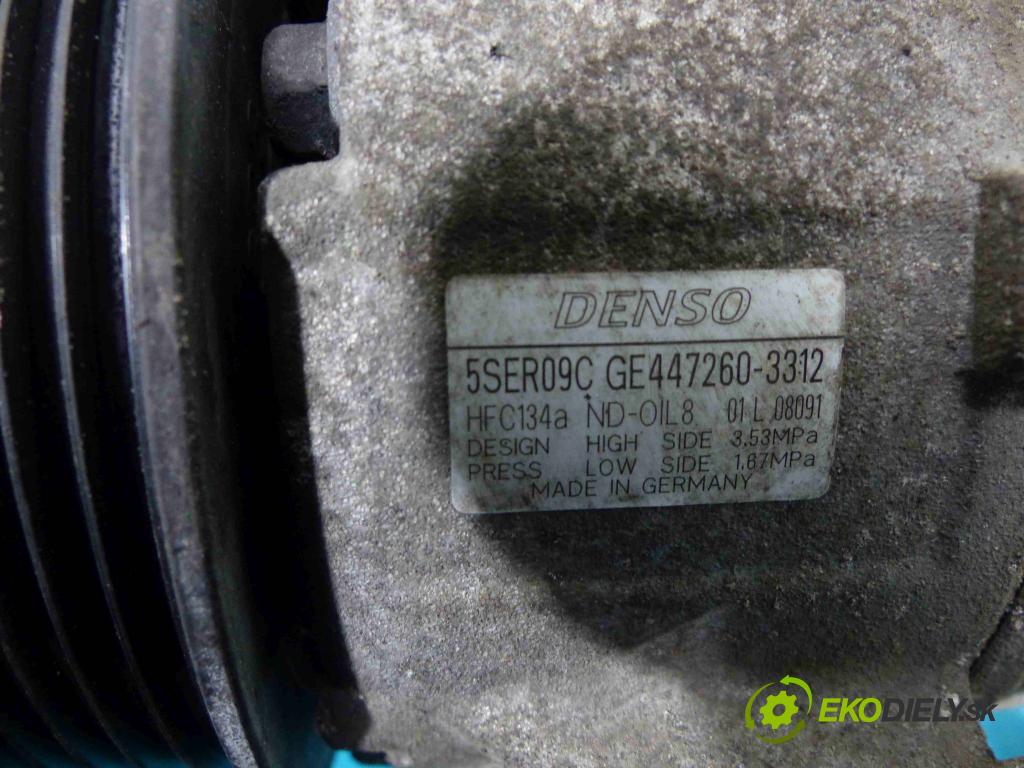 DENSO
5SER09C GE447260-3312
HFC134a ND-OIL8 01 L 08091
DESIGN HIGH SIDE 3.53MPa
PRESS LOW SIDE 1.67MPa
MADE IN GERMANY
EKODIELY.sk